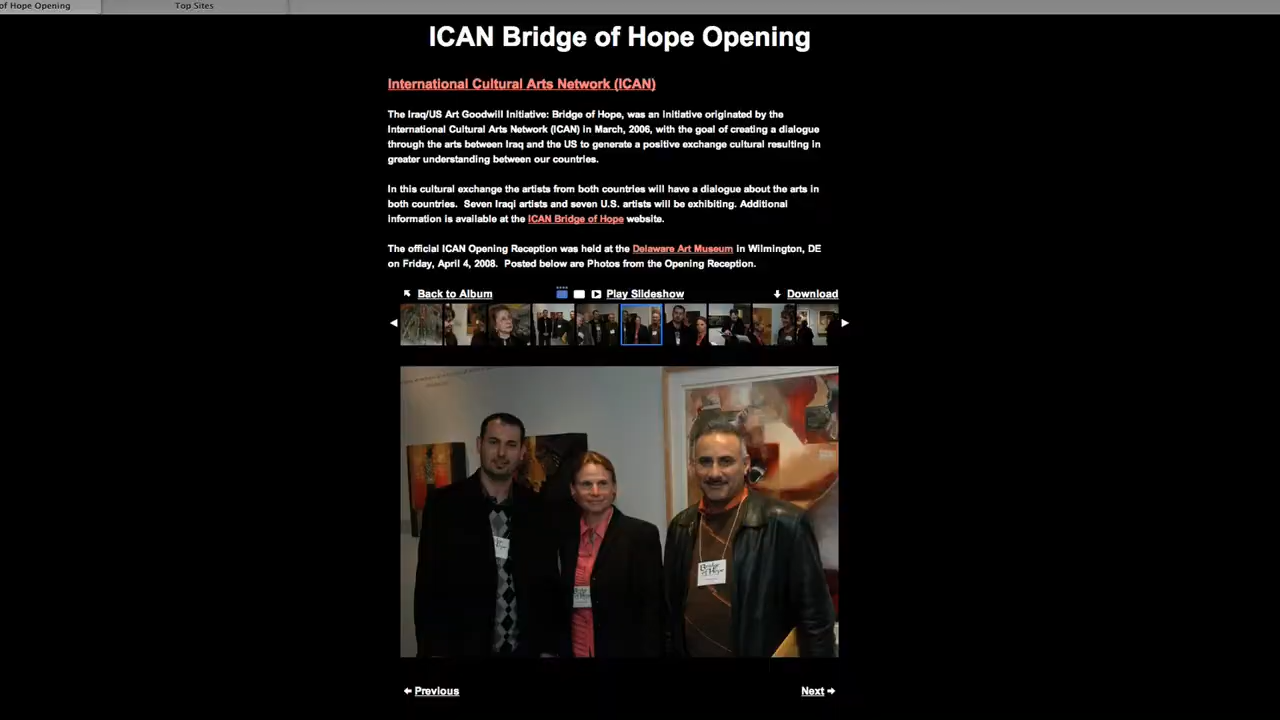 of Hope Opening
Top Sites
ICAN Bridge of Hope Opening
International Cultural Arts Network (ICAN)
The Iraq/US Art Goodwill Initiative: Bridge of Hope, was an initiative originated by the
International Cultural Arts Network (ICAN) in March, 2006, with the goal of creating a dialogue
through the arts between Iraq and the US to generate a positive exchange cultural resulting in
greater understanding between our countries.
In this cultural exchange the artists from both countries will have a dialogue about the arts in
both countries. Seven Iraqi artists and seven U.S. artists will be exhibiting. Additional
information is available at the ICAN Bridge of Hope website.
The official ICAN Opening Reception was held at the Delaware Art Museum in Wilmington, DE
on Friday, April 4, 2008. Posted below are Photos from the Opening Reception.
Back to Album
Play Slideshow
Download
Bridge
of Hope
Previous
Next